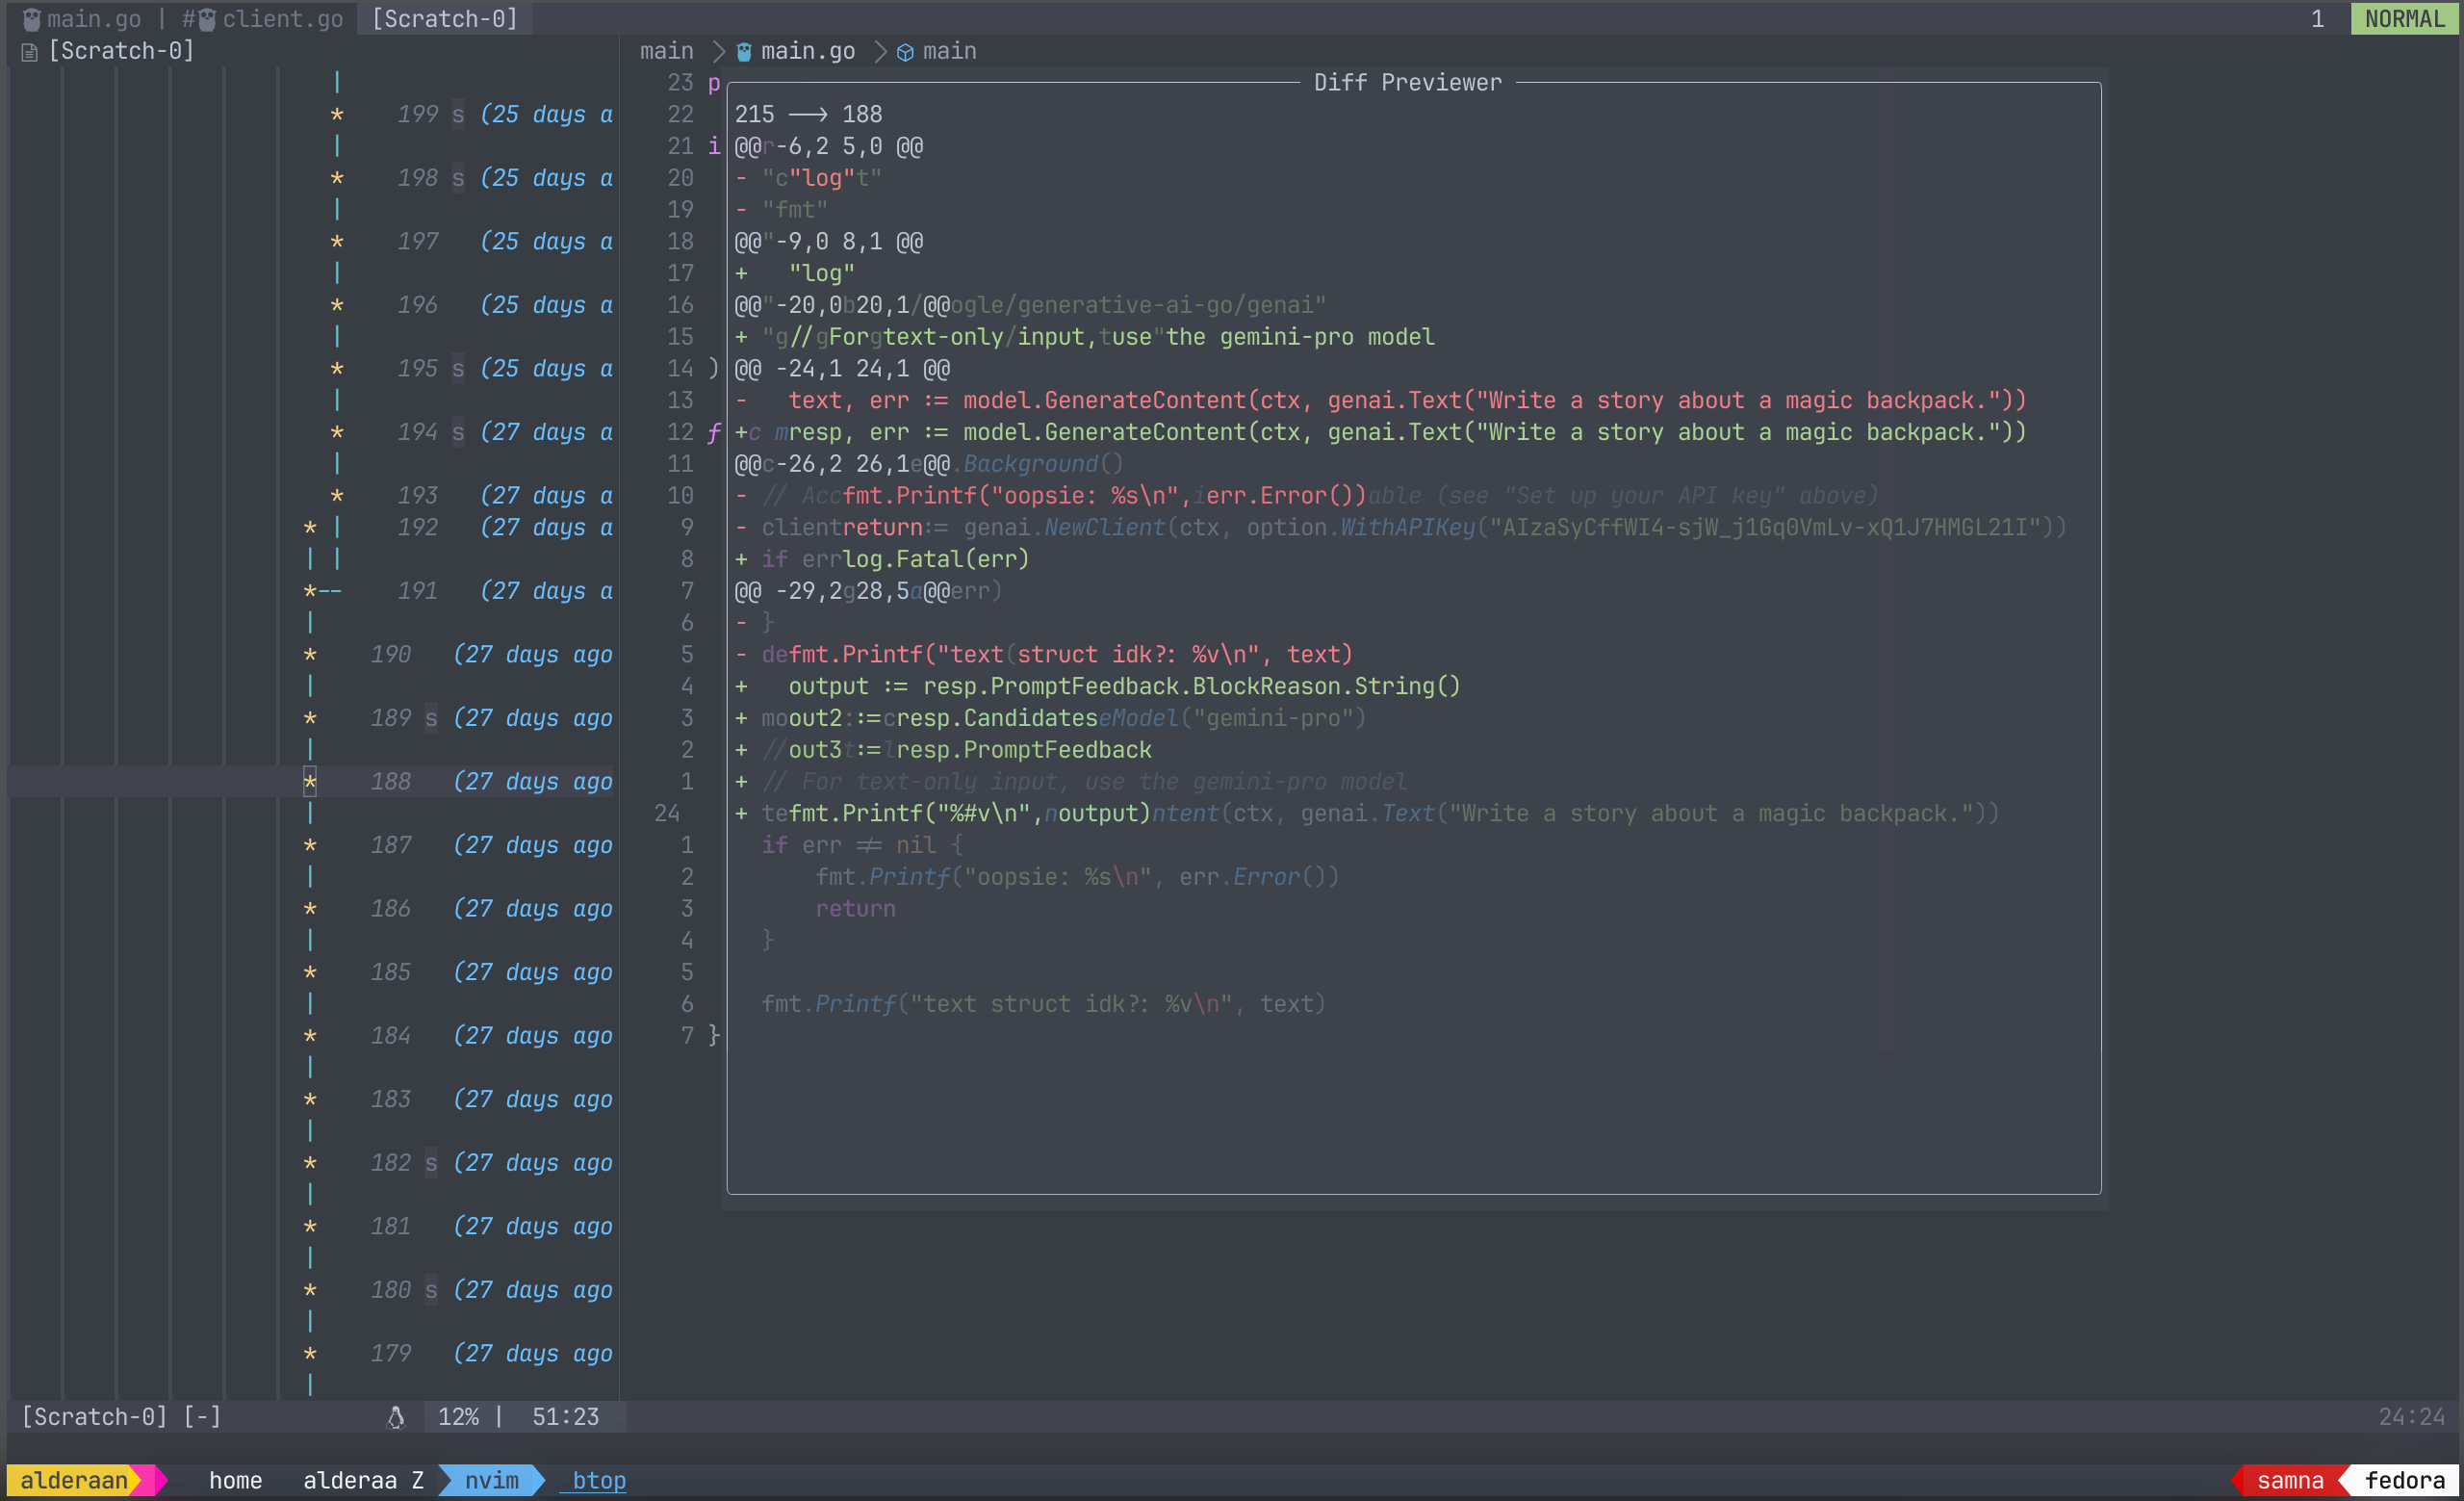 main.go | # client.go [Scratch-0] 1 NORMAL
[Scratch-0]
199 s (25 days a
198 s (25 days a
197 (25 days a
196 (25 days a
195 s (25 days a
194 s (27 days a
193 (27 days a
192 (27 days a
191 (27 days a
190 (27 days ago
189 s (27 days ago
188 (27 days ago
187 (27 days ago
186 (27 days ago
185 (27 days ago
184 (27 days ago
183 (27 days ago
182 s (27 days ago
181 (27 days ago
180 s (27 days ago
179 (27 days ago
main > main.go > main
Diff Previewer
23 p
22 215 --> 188
21 i @@r-6,2 5,0 @@
20 - "c"log"t"
19 - "fmt"
18 @@"-9,0 8,1 @@
17 + "log"
16 @@"-20,0b20,1/@@ogle/generative-ai-go/genai"
15 + "g//gForgtext-only/input,tuse"the gemini-pro model
14 ) @@ -24,1 24,1 @@
13 - text, err := model.GenerateContent(ctx, genai.Text("Write a story about a magic backpack."))
12 f +c mresp, err := model.GenerateContent(ctx, genai.Text("Write a story about a magic backpack."))
11 @@c-26,2 26,1e@@.Background()
10 - // Accfmt.Printf("oopsie: %s\n",ierr.Error())able (see "Set up your API key" above)
9 - clientreturn:= genai.NewClient(ctx, option.WithAPIKey("AIzaSyCffWI4-sjW_j1Gq0VmLv-xQ1J7HMGL21I"))
8 + if errlog.Fatal(err)
7 @@ -29,2g28,5a@@err)
6 - }
5 - defmt.Printf("text(struct idk?: %v\n", text)
4 + output := resp.PromptFeedback.BlockReason.String()
3 + moout2::=cresp.CandidateseModel("gemini-pro")
2 + //out3t:=lresp.PromptFeedback
1 + // For text-only input, use the gemini-pro model
24 + tefmt.Printf("%#v\n",noutput)ntent(ctx, genai.Text("Write a story about a magic backpack."))
1 if err != nil {
2 fmt.Printf("oopsie: %s\n", err.Error())
3 return
4 }
5
6 fmt.Printf("text struct idk?: %v\n", text)
7 }
[Scratch-0] [-] 12% | 51:23 24:24
alderaan home alderaa Z nvim btop samna fedora